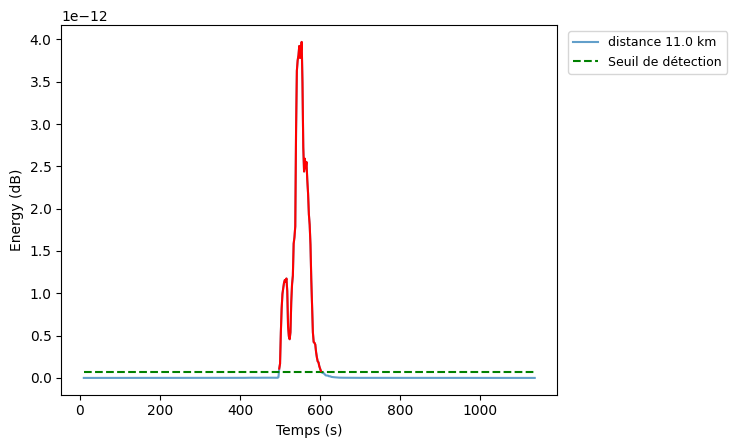 1e−12
4.0
3.5
3.0
2.5
2.0
1.5
1.0
0.5
0.0
Energy (dB)
0 200 400 600 800 1000
Temps (s)
distance 11.0 km
Seuil de détection